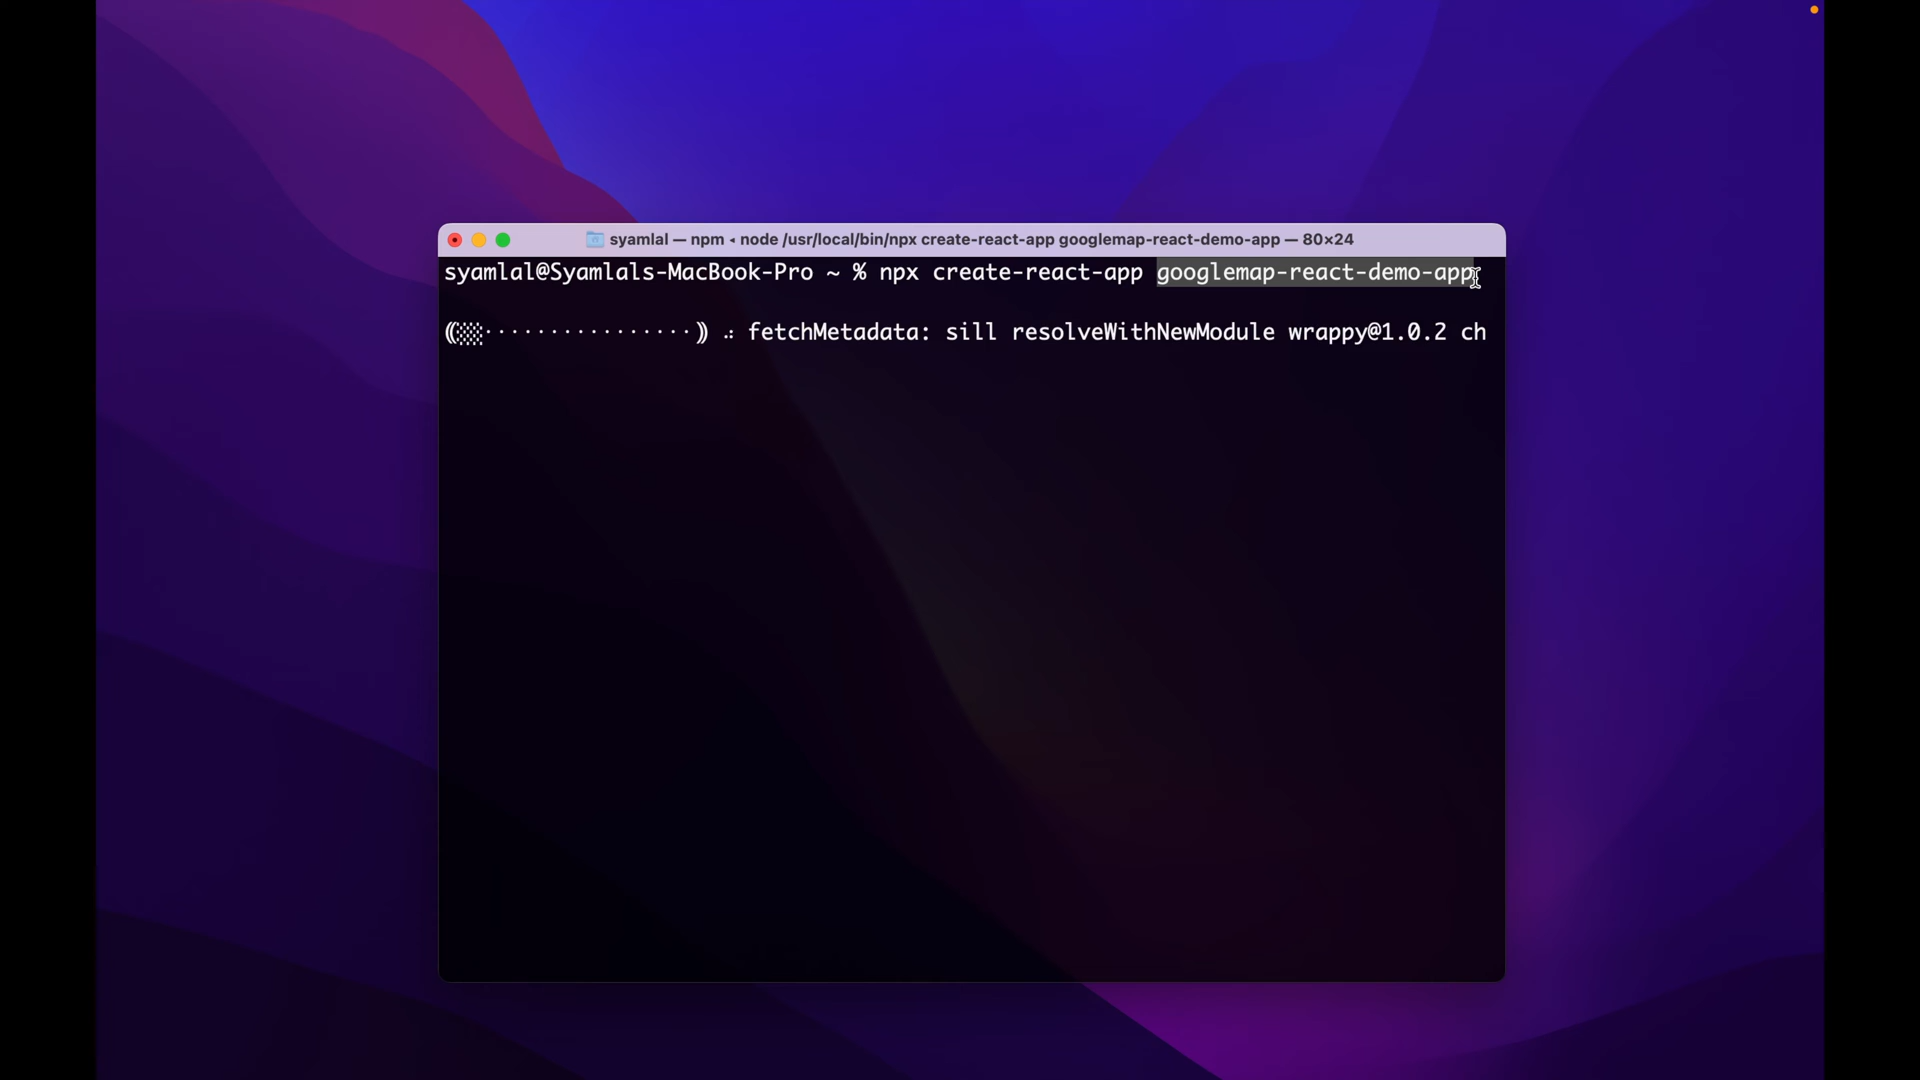 syamlal — npm ◂ node /usr/local/bin/npx create-react-app googlemap-react-demo-app — 80×24
syamlal@Syamlals-MacBook-Pro ~ % npx create-react-app googlemap-react-demo-app
⸨░░················⸩ ⠴ fetchMetadata: sill resolveWithNewModule wrappy@1.0.2 ch